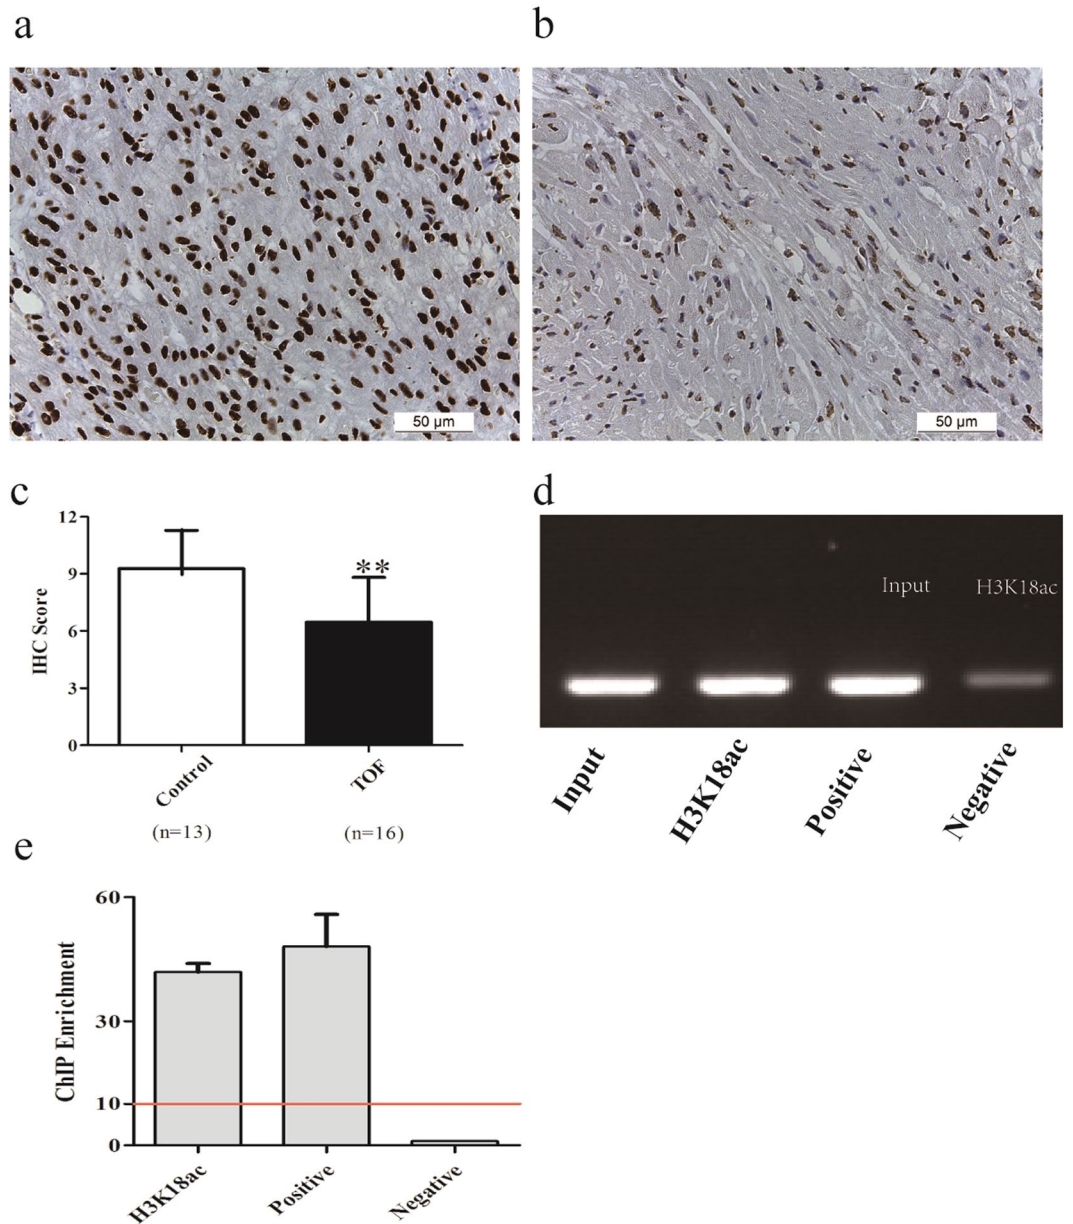 a
b
50 µm
50 µm
c
12
9
6
3
0
IHC Score
**
Control
TOF
(n=13)
(n=16)
d
Input
H3K18ac
Input
H3K18ac
Positive
Negative
e
60
30
10
0
ChIP Enrichment
H3K18ac
Positive
Negative